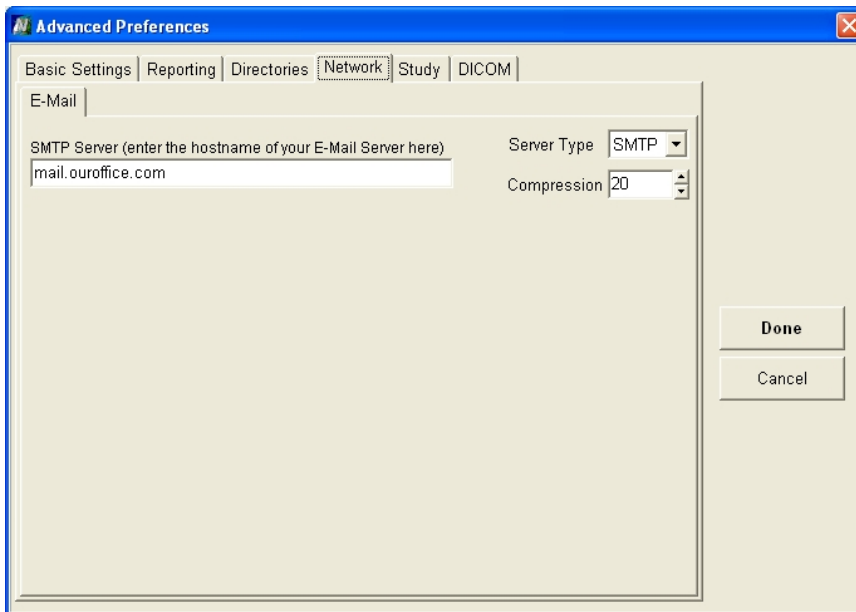 Advanced Preferences
Basic Settings Reporting Directories Network Study DICOM
E-Mail
SMTP Server (enter the hostname of your E-Mail Server here)
mail.ouroffice.com
Server Type SMTP
Compression 20
Done
Cancel